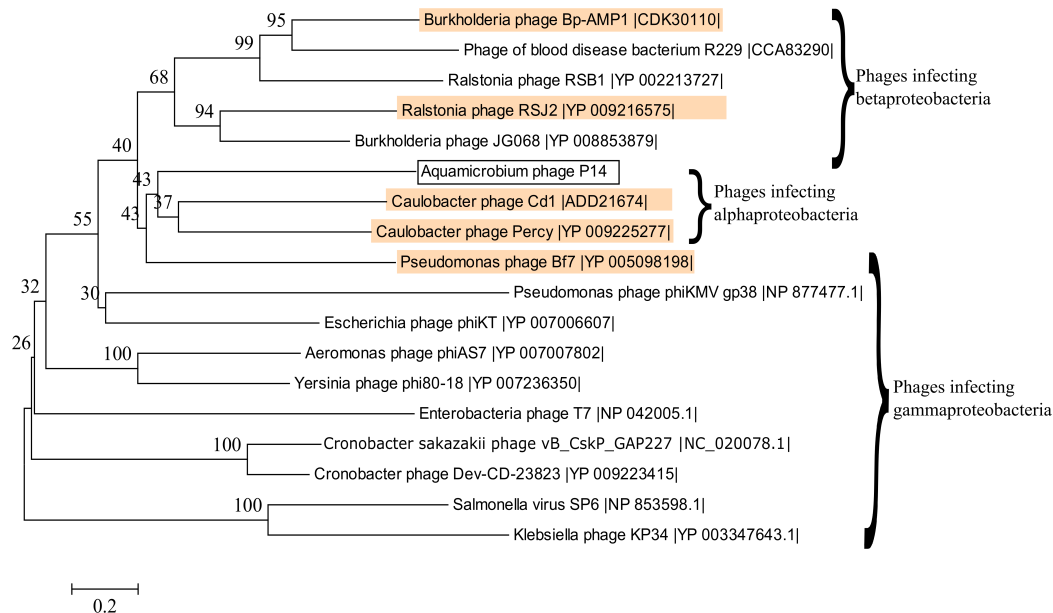 95
Burkholderia phage Bp-AMP1 |CDK30110|
99
Phage of blood disease bacterium R229 |CCA83290|
68
Ralstonia phage RSB1 |YP 002213727|
Phages infecting
betaproteobacteria
94
Ralstonia phage RSJ2 |YP 009216575|
40
Burkholderia phage JG068 |YP 008853879|
43
Aquamicrobium phage P14
37
Caulobacter phage Cd1 |ADD21674|
Phages infecting
alphaproteobacteria
43
55
Caulobacter phage Percy |YP 009225277|
Pseudomonas phage Bf7 |YP 005098198|
32
30
Pseudomonas phage phiKMV gp38 |NP 877477.1|
Escherichia phage phiKT |YP 007006607|
26
100
Aeromonas phage phiAS7 |YP 007007802|
Yersinia phage phi80-18 |YP 007236350|
Phages infecting
gammaproteobacteria
Enterobacteria phage T7 |NP 042005.1|
100
Cronobacter sakazakii phage vB_CskP_GAP227 |NC_020078.1|
Cronobacter phage Dev-CD-23823 |YP 009223415|
100
Salmonella virus SP6 |NP 853598.1|
Klebsiella phage KP34 |YP 003347643.1|
0.2